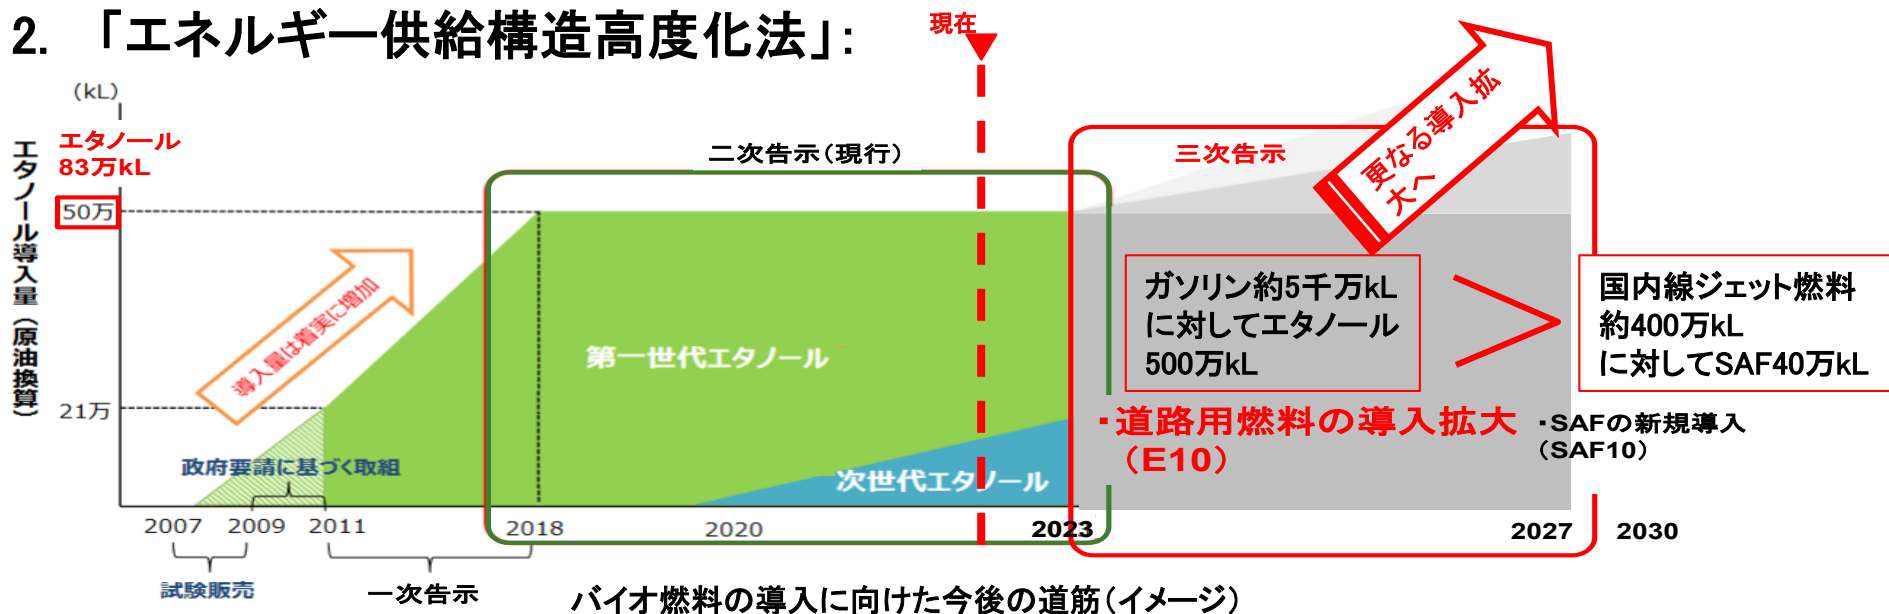 2. 「エネルギー供給構造高度化法」:
現在
(kL)
エタノール
83万kL
50万
21万
エタノール導入量(原油換算)
導入量は着実に増加
政府要請に基づく取組
二次告示(現行)
三次告示
更なる導入拡
大へ
第一世代エタノール
次世代エタノール
ガソリン約5千万kL
に対してエタノール
500万kL
国内線ジェット燃料
約400万kL
に対してSAF40万kL
・道路用燃料の導入拡大
(E10)
・SAFの新規導入
(SAF10)
2007 2009 2011 2018 2020 2023 2027 2030
試験販売
一次告示
バイオ燃料の導入に向けた今後の道筋(イメージ)